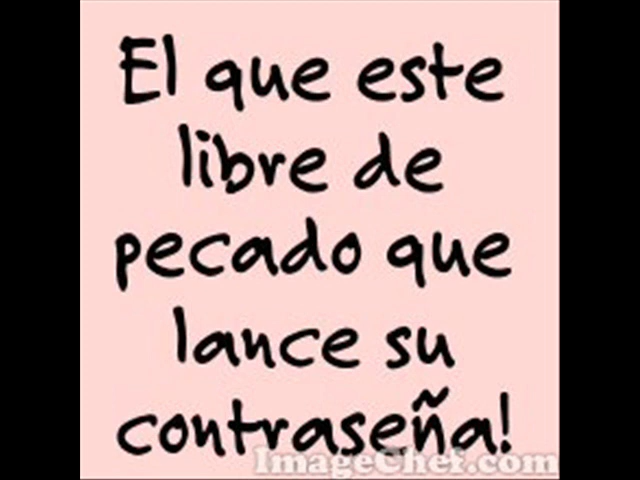 El que este
libre de
pecado que
lance su
contraseña!
ImageChef.com